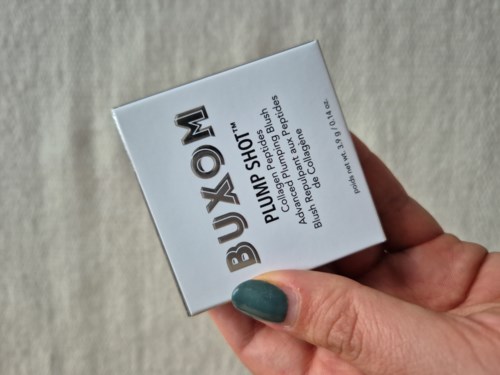 BUXOM
PLUMP SHOT™
Collagen Peptides
Advanced Plumping Blush
Blush Repulpant aux Peptides
de Collagène
poids net wt. 3.9 g / 0.14 oz.